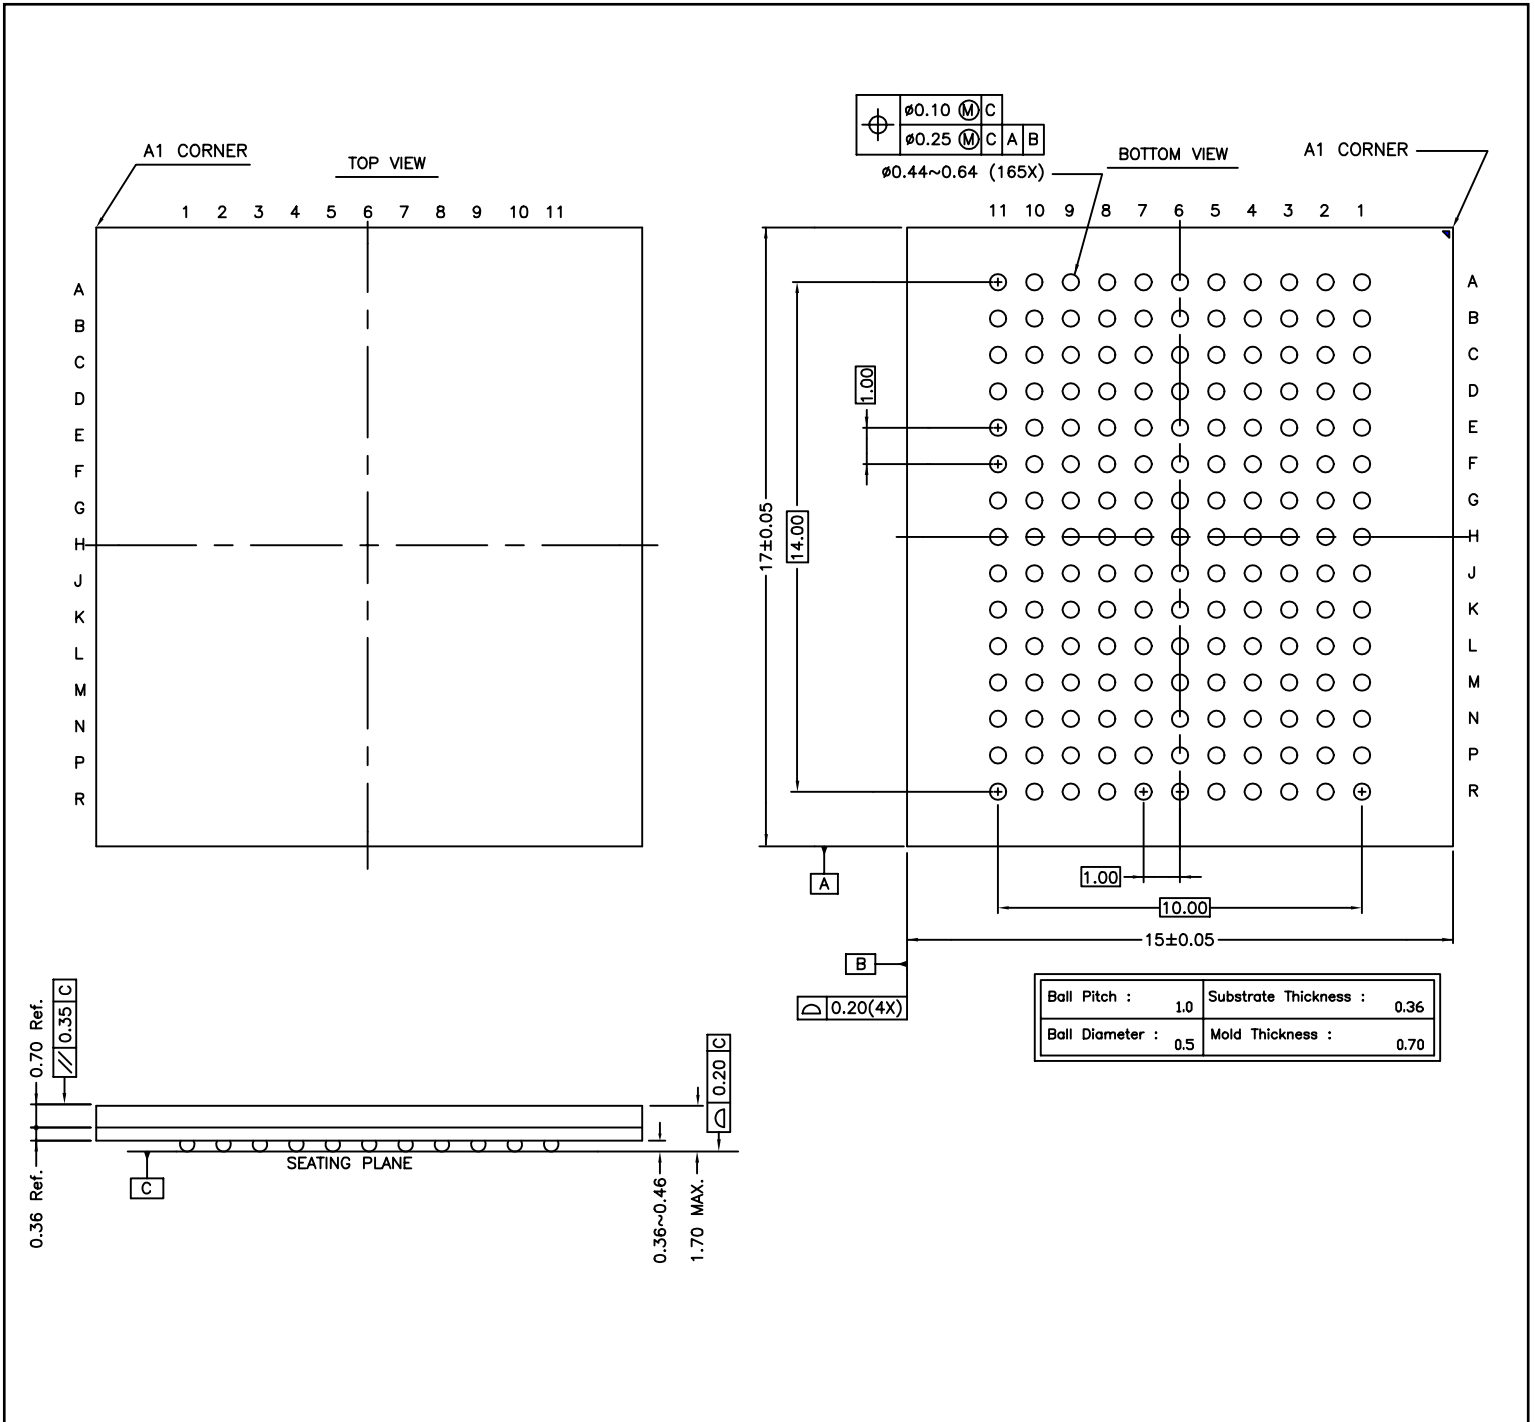 A1 CORNER
TOP VIEW
1 2 3 4 5 6 7 8 9 10 11
A
B
C
D
E
F
G
H
J
K
L
M
N
P
R
ø0.10 Ⓜ C
ø0.25 Ⓜ C A B
ø0.44~0.64 (165X)
BOTTOM VIEW
A1 CORNER
11 10 9 8 7 6 5 4 3 2 1
A
B
C
D
E
F
G
H
J
K
L
M
N
P
R
1.00
14.00
17±0.05
A
1.00
10.00
15±0.05
B
0.20(4X)
Ball Pitch : 1.0 Substrate Thickness : 0.36
Ball Diameter : 0.5 Mold Thickness : 0.70
0.70 Ref.
0.35 C
0.36 Ref.
SEATING PLANE
C
0.20 C
0.36~0.46
1.70 MAX.